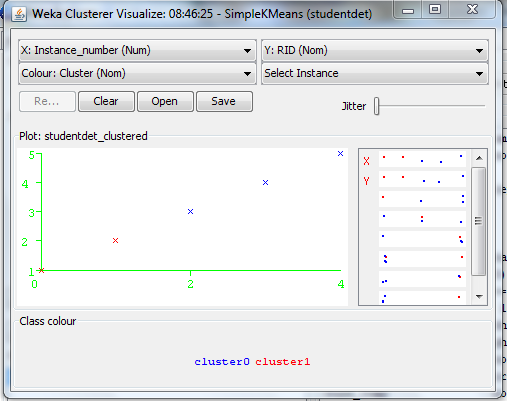 Weka Clusterer Visualize: 08:46:25 - SimpleKMeans (studentdet)
X: Instance_number (Num) Y: RID (Nom)
Colour: Cluster (Nom) Select Instance
Re... Clear Open Save Jitter
Plot: studentdet_clustered
5
4
3
2
1
0 2 4
X
Y
Class colour
cluster0 cluster1